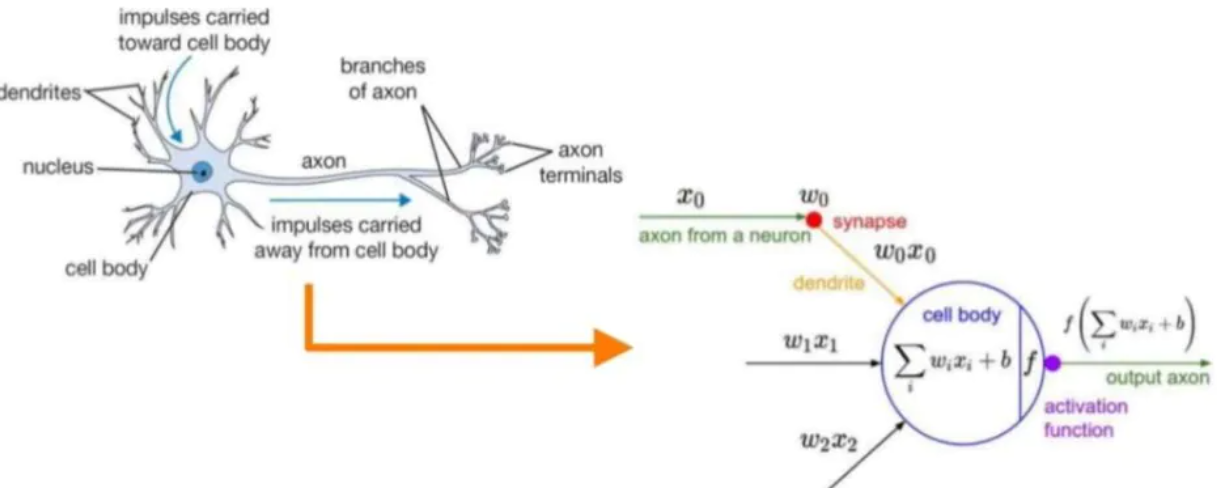 impulses carried
toward cell body
dendrites
branches
of axon
nucleus
axon
axon
terminals
impulses carried
away from cell body
cell body
x₀
w₀
synapse
axon from a neuron
w₀x₀
dendrite
cell body
f(∑ᵢ wᵢxᵢ + b)
w₁x₁
∑ᵢ wᵢxᵢ + b
f
output axon
activation
function
w₂x₂